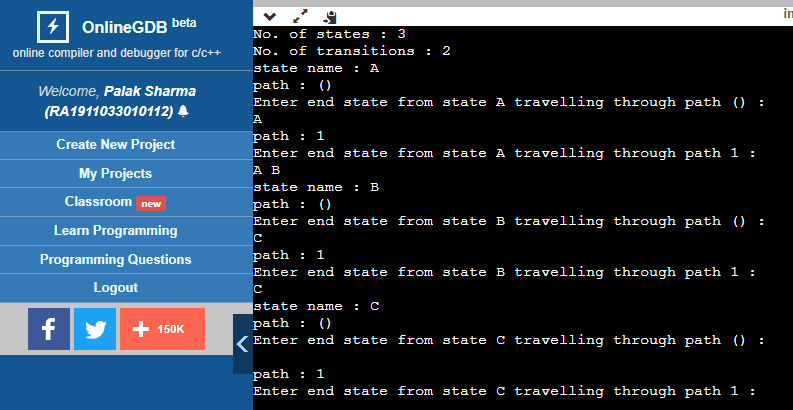 OnlineGDB beta
online compiler and debugger for c/c++
Welcome, Palak Sharma
(RA1911033010112)
Create New Project
My Projects
Classroom new
Learn Programming
Programming Questions
Logout
150K
in
No. of states : 3
No. of transitions : 2
state name : A
path : ()
Enter end state from state A travelling through path () :
A
path : 1
Enter end state from state A travelling through path 1 :
A B
state name : B
path : ()
Enter end state from state B travelling through path () :
C
path : 1
Enter end state from state B travelling through path 1 :
C
state name : C
path : ()
Enter end state from state C travelling through path () :
path : 1
Enter end state from state C travelling through path 1 :